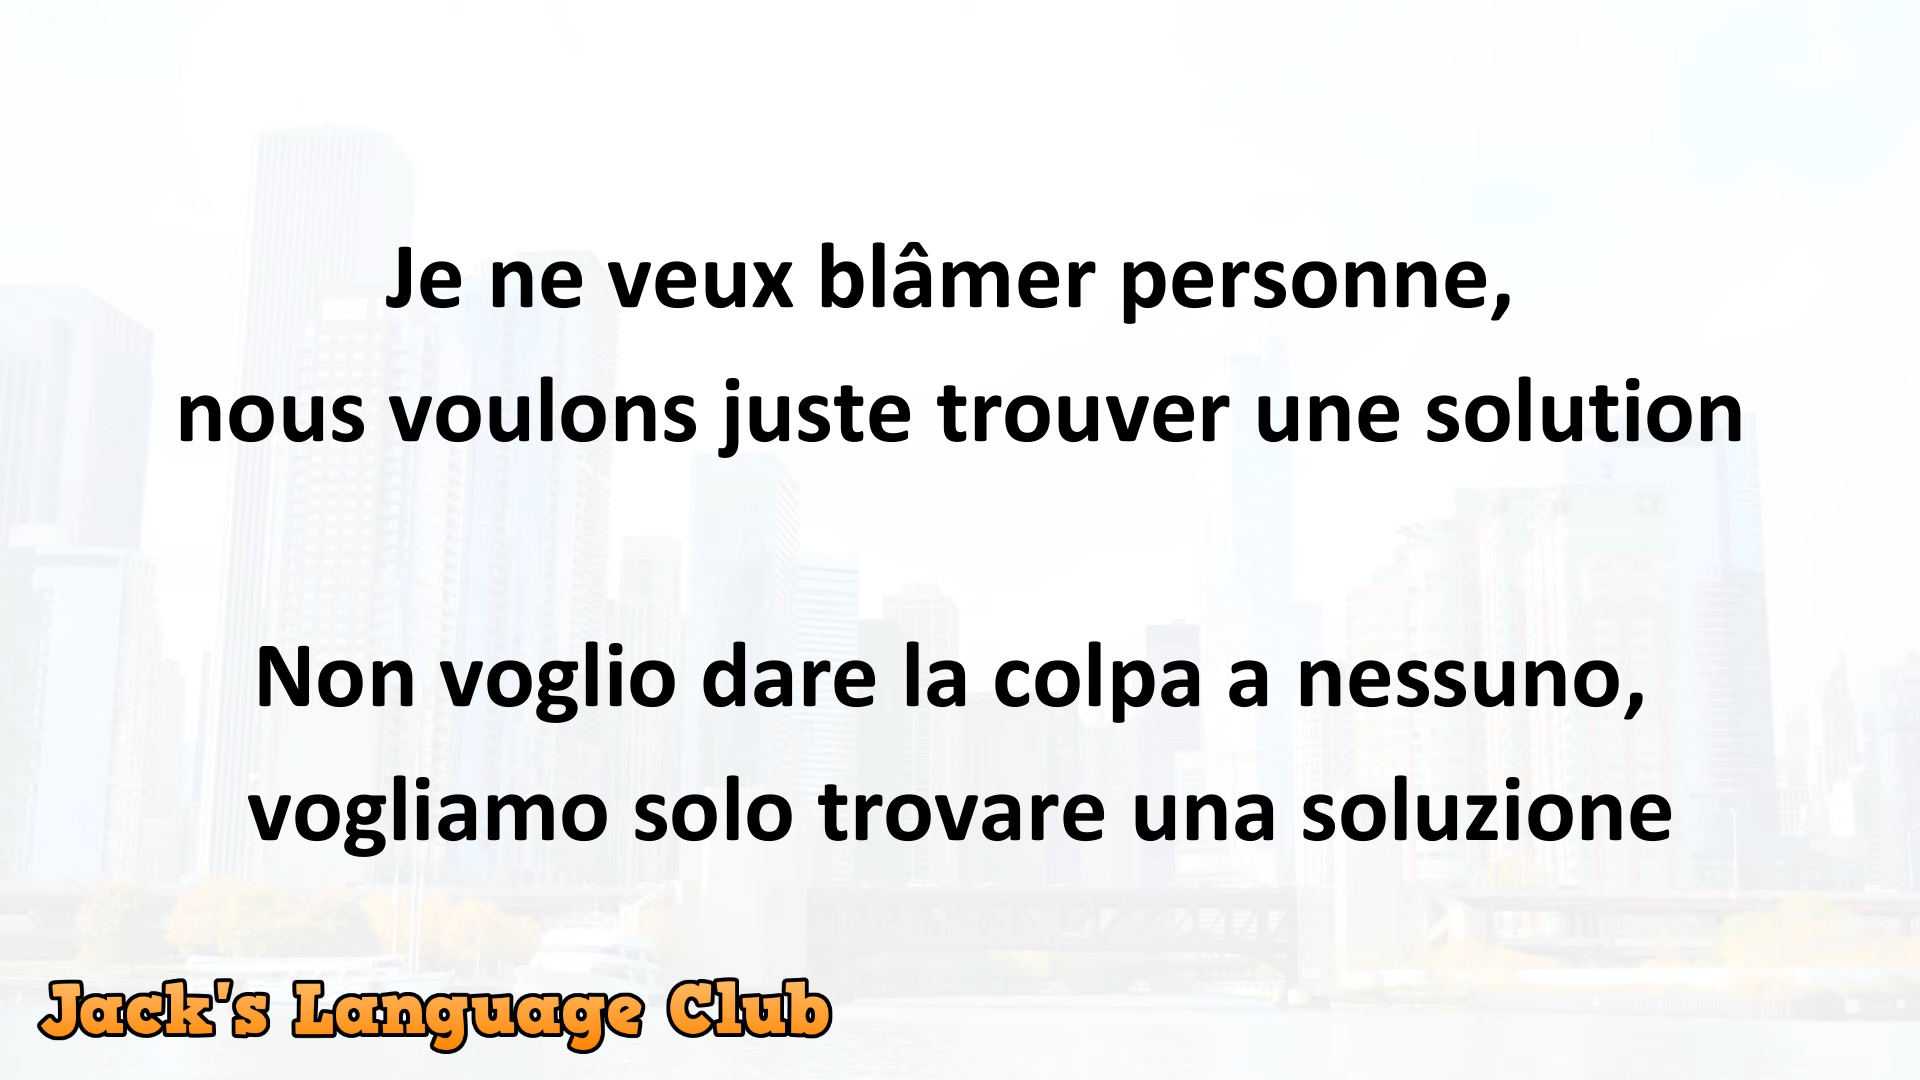 Je ne veux blâmer personne,
nous voulons juste trouver une solution
Non voglio dare la colpa a nessuno,
vogliamo solo trovare una soluzione
Jack's Language Club